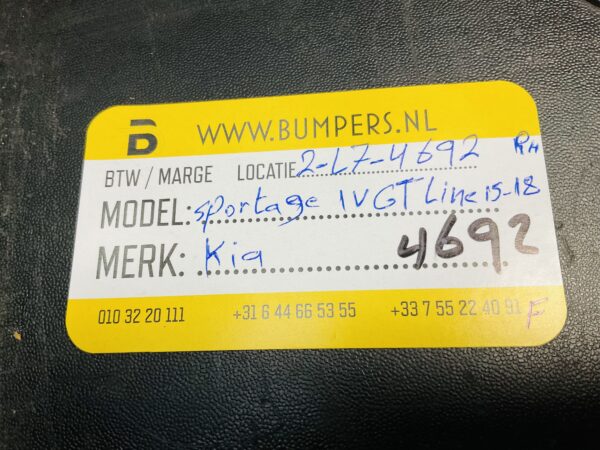 B WWW.BUMPERS.NL
BTW / MARGE LOCATIE 2-L7-4692 RH
MODEL: Sportage IV GT Line 15-18
MERK: Kia 4692
010 32 20 111 +31 6 44 66 53 55 +33 7 55 22 40 91 F